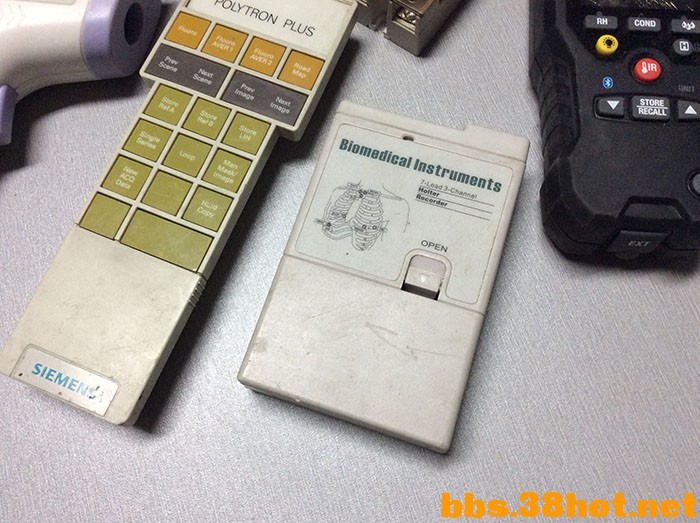 POLYTRON PLUS
Fluoro
Fluoro
AVER 1
Fluoro
AVER 2
Road
Map
Prev
Scene
Next
Scene
Prev
Image
Next
Image
Store
Ref A
Store
Ref B
Store
LIH
Single
Series
Loop
Man
Mask/
Image
New
ACQ
Data
Hard
Copy
SIEMENS
Biomedical Instruments
7-Lead 3-Channel
Holter
Recorder
OPEN
RH
COND
IR
UNIT
STORE
RECALL
EXT
bbs.38hot.net